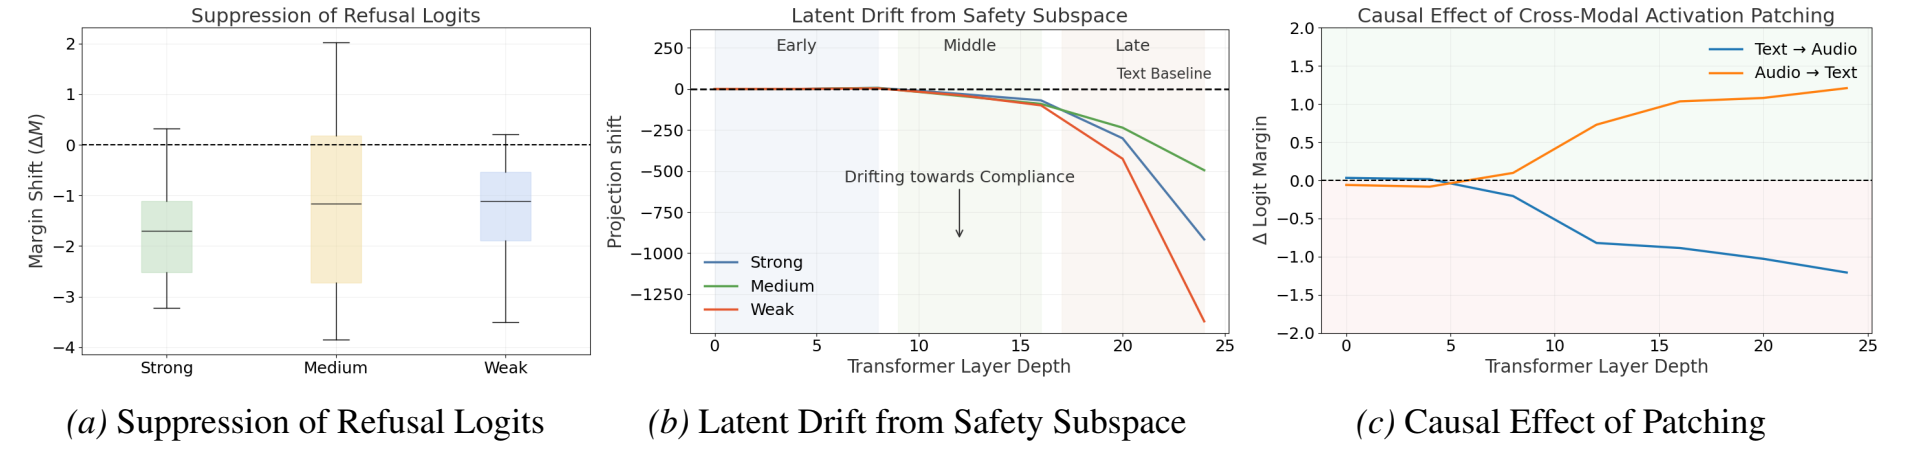 Suppression of Refusal Logits
Margin Shift (ΔM)
2
1
0
−1
−2
−3
−4
Strong
Medium
Weak
(a) Suppression of Refusal Logits
Latent Drift from Safety Subspace
Projection shift
250
0
−250
−500
−750
−1000
−1250
Early
Middle
Late
Text Baseline
Drifting towards Compliance
Strong
Medium
Weak
0
5
10
15
20
25
Transformer Layer Depth
(b) Latent Drift from Safety Subspace
Causal Effect of Cross-Modal Activation Patching
Δ Logit Margin
2.0
1.5
1.0
0.5
0.0
−0.5
−1.0
−1.5
−2.0
Text → Audio
Audio → Text
0
5
10
15
20
25
Transformer Layer Depth
(c) Causal Effect of Patching